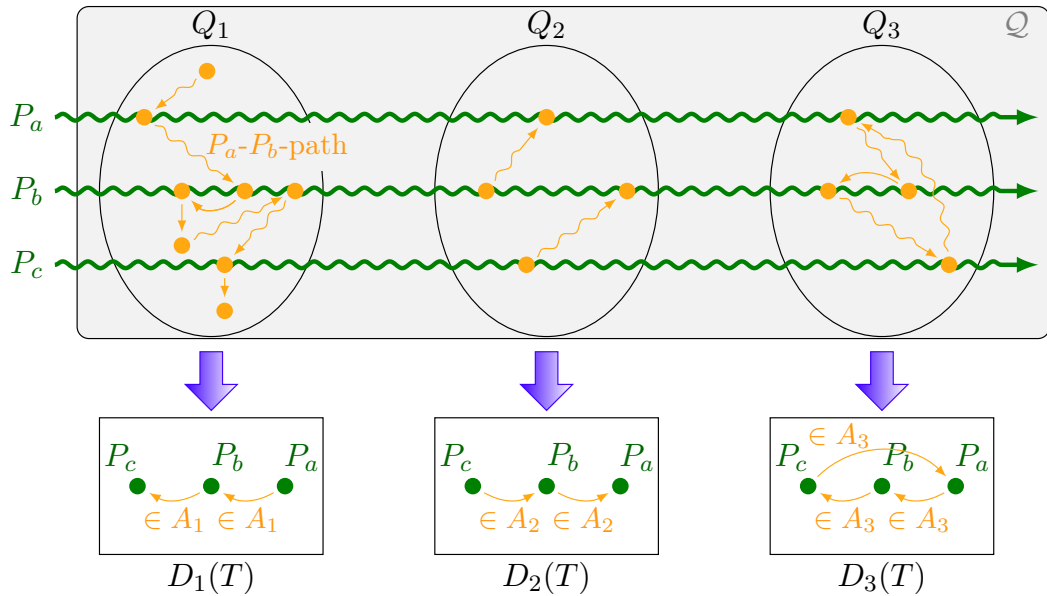 Q_1 Q_2 Q_3 𝒬
P_a
P_a-P_b-path
P_b
P_c
P_c P_b P_a P_c P_b P_a P_c ∈ A_3 P_b P_a
∈ A_1 ∈ A_1 ∈ A_2 ∈ A_2 ∈ A_3 ∈ A_3
D_1(T) D_2(T) D_3(T)